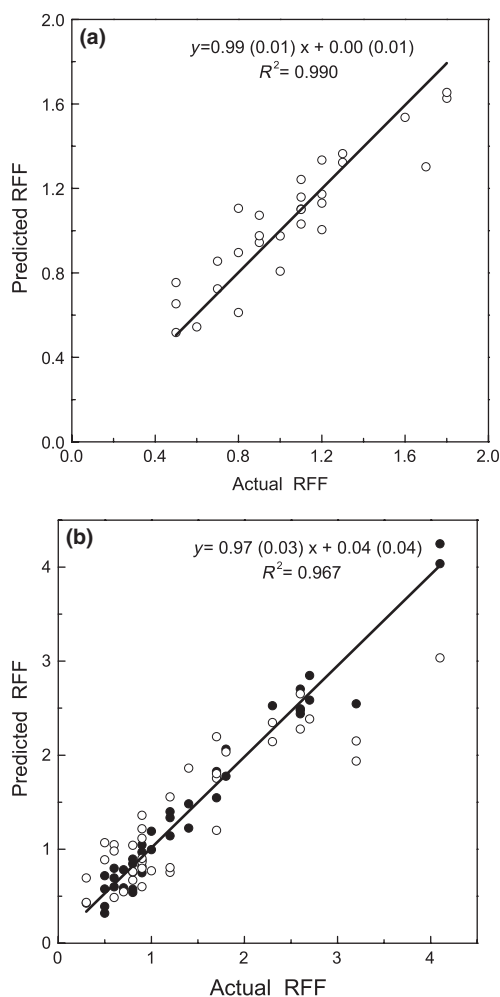 2.0
(a)
y=0.99 (0.01) x + 0.00 (0.01)
R²= 0.990
1.6
1.2
0.8
0.4
0.0
Predicted RFF
0.0 0.4 0.8 1.2 1.6 2.0
Actual RFF
(b)
y= 0.97 (0.03) x + 0.04 (0.04)
R²= 0.967
4
3
2
1
0
Predicted RFF
0 1 2 3 4
Actual RFF